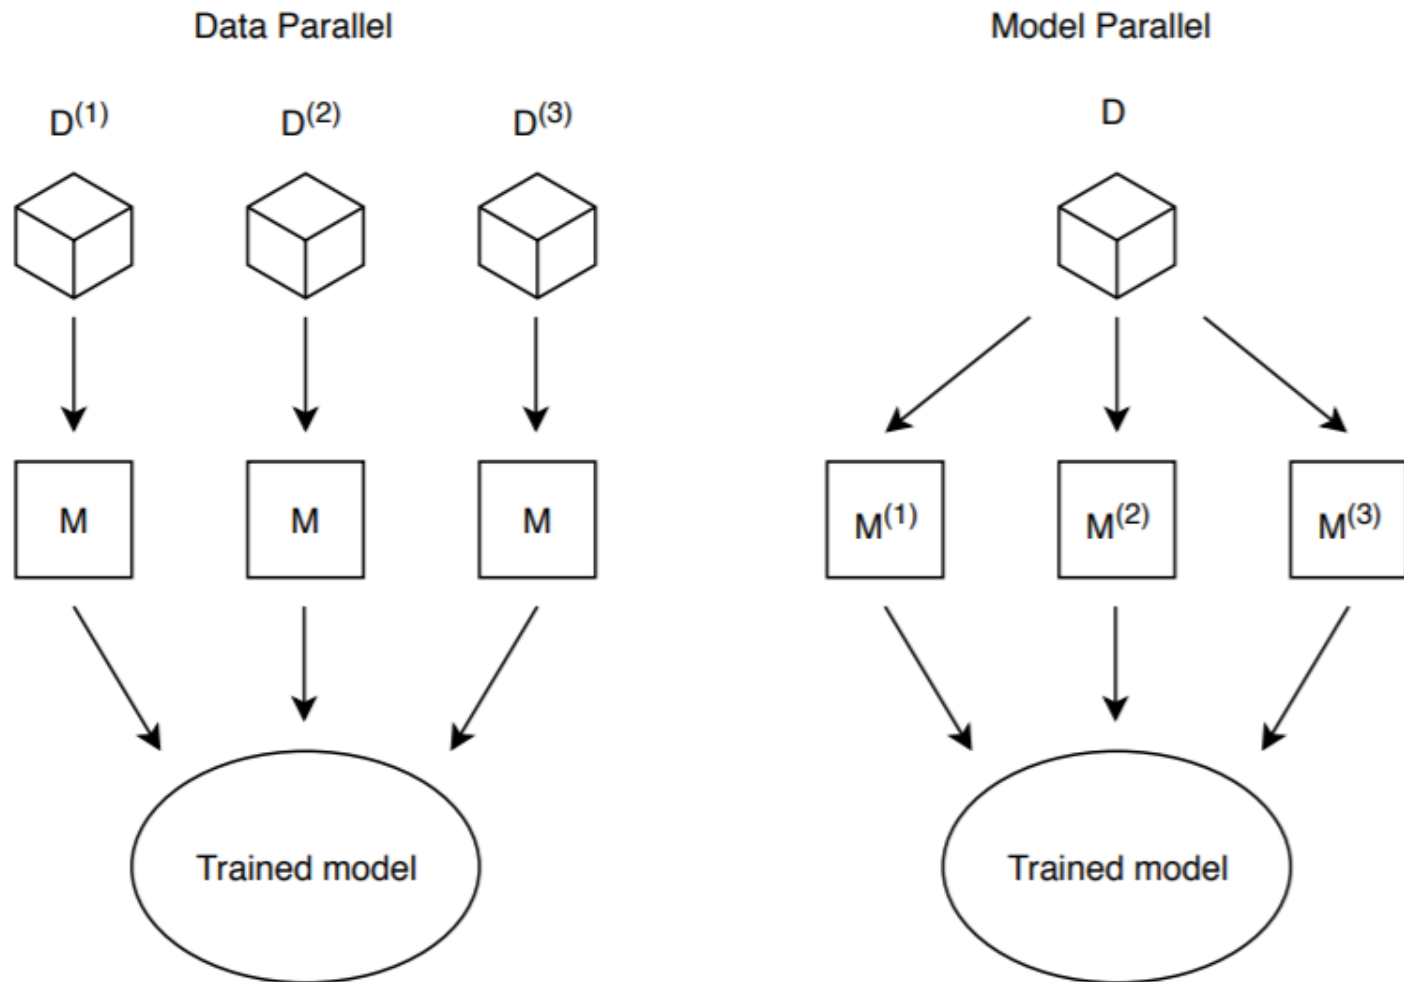 Data Parallel
D(1) D(2) D(3)
M M M
Trained model
Model Parallel
D
M(1) M(2) M(3)
Trained model